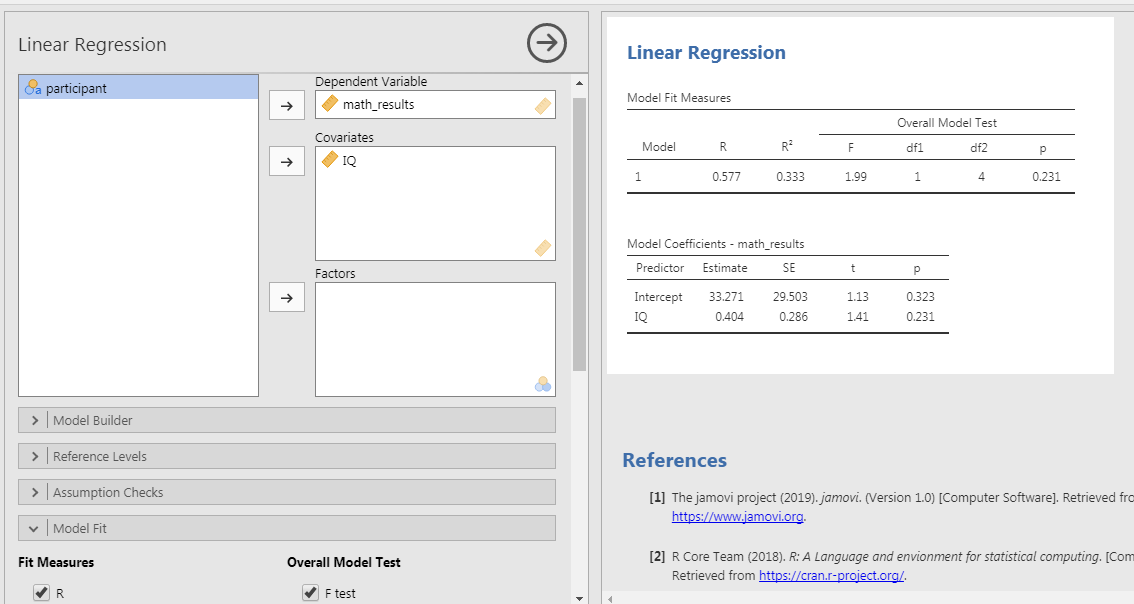 Linear Regression
participant
Dependent Variable
math_results
Covariates
IQ
Factors
Model Builder
Reference Levels
Assumption Checks
Model Fit
Fit Measures Overall Model Test
R F test
Linear Regression
Model Fit Measures
Overall Model Test
Model R R² F df1 df2 p
1 0.577 0.333 1.99 1 4 0.231
Model Coefficients - math_results
Predictor Estimate SE t p
Intercept 33.271 29.503 1.13 0.323
IQ 0.404 0.286 1.41 0.231
References
[1] The jamovi project (2019). jamovi. (Version 1.0) [Computer Software]. Retrieved fro
https://www.jamovi.org.
[2] R Core Team (2018). R: A Language and envionment for statistical computing. [Com
Retrieved from https://cran.r-project.org/.